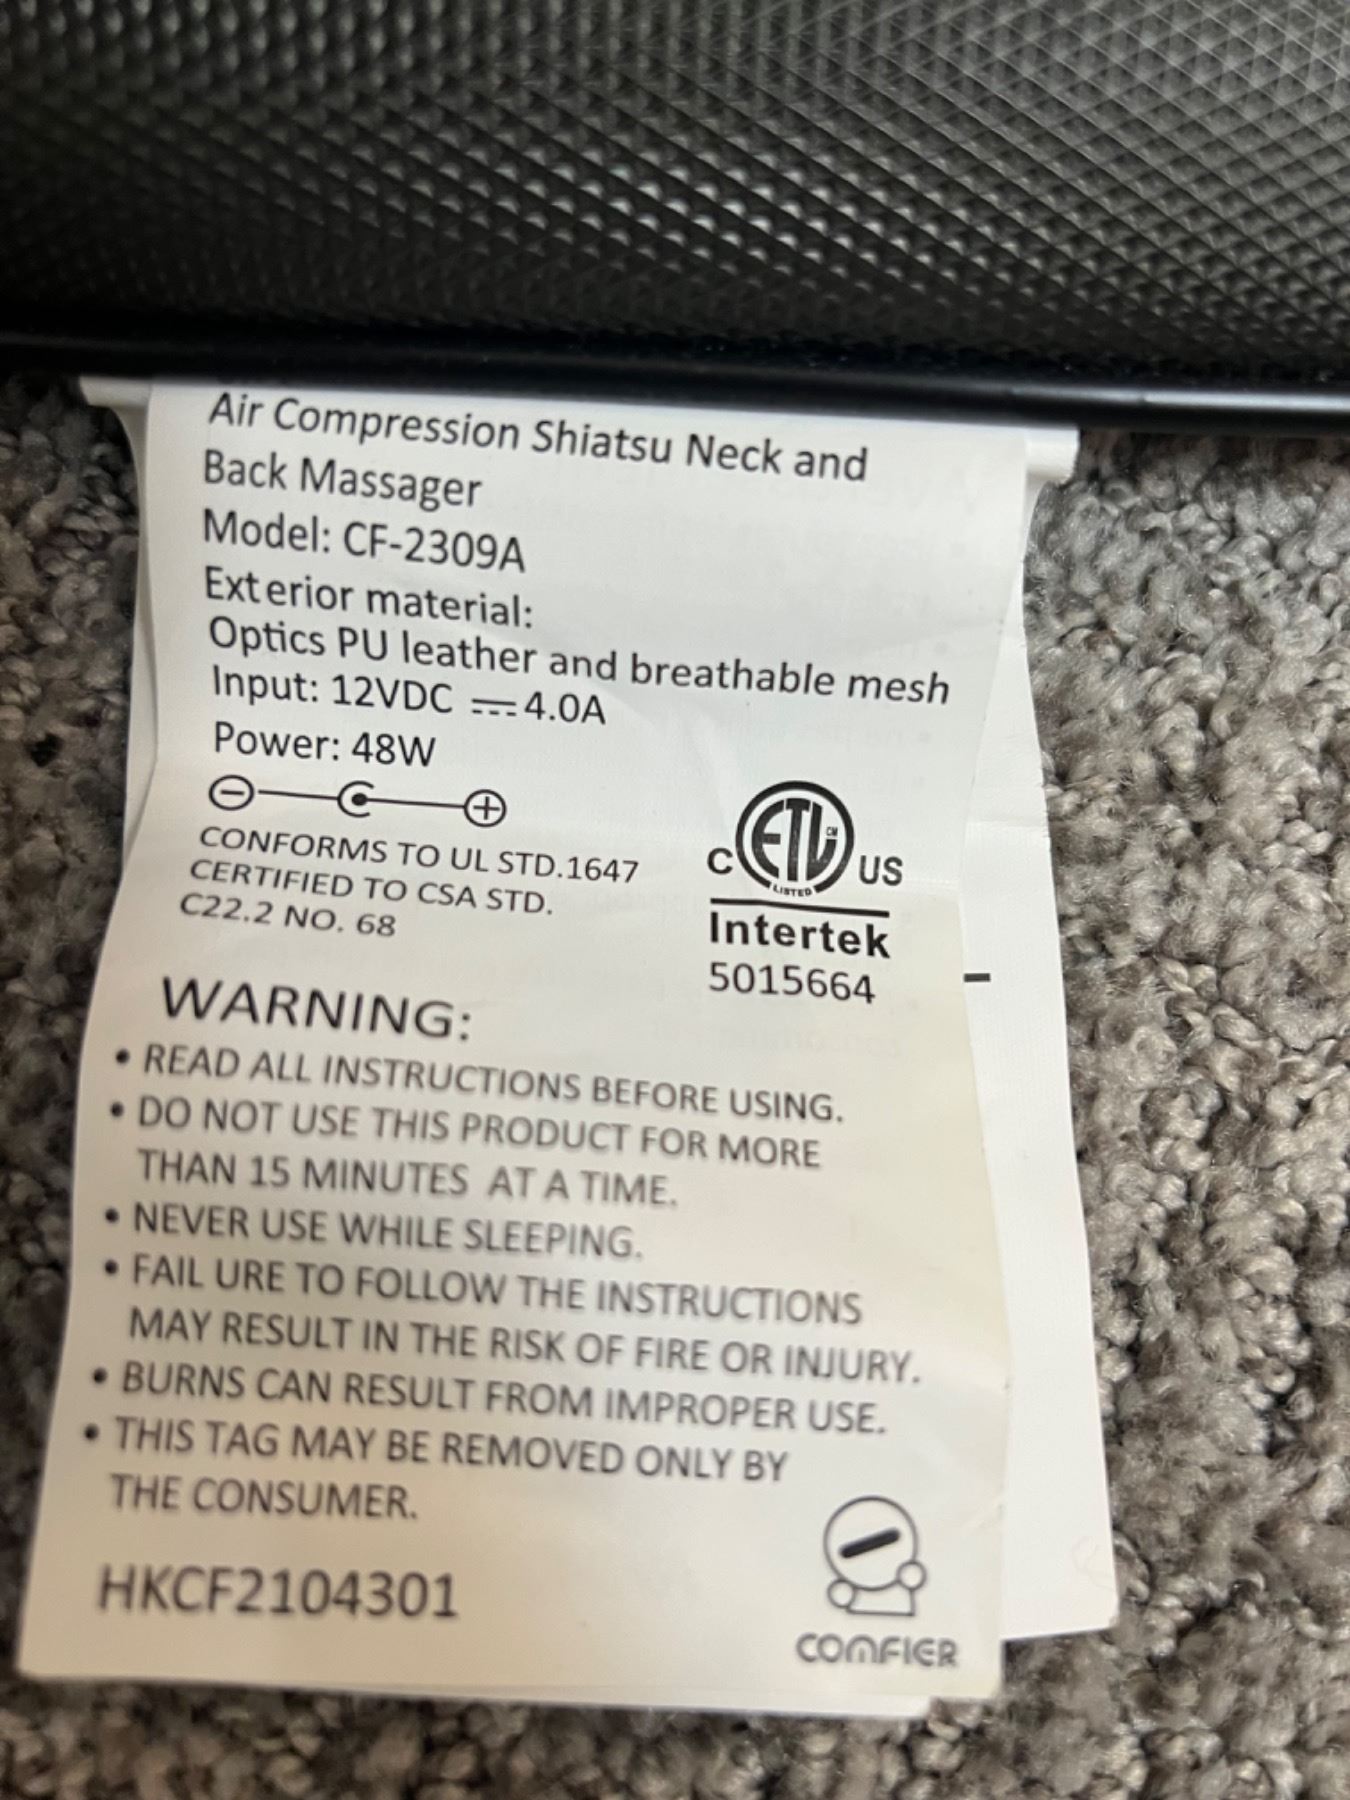 Air Compression Shiatsu Neck and
Back Massager
Model: CF-2309A
Exterior material:
Optics PU leather and breathable mesh
Input: 12VDC ⎓ 4.0A
Power: 48W
CONFORMS TO UL STD.1647
CERTIFIED TO CSA STD.
C22.2 NO. 68
C ETL CM US
LISTED
Intertek
5015664
WARNING:
• READ ALL INSTRUCTIONS BEFORE USING.
• DO NOT USE THIS PRODUCT FOR MORE
THAN 15 MINUTES AT A TIME.
• NEVER USE WHILE SLEEPING.
• FAIL URE TO FOLLOW THE INSTRUCTIONS
MAY RESULT IN THE RISK OF FIRE OR INJURY.
• BURNS CAN RESULT FROM IMPROPER USE.
• THIS TAG MAY BE REMOVED ONLY BY
THE CONSUMER.
HKCF2104301
COMFIER